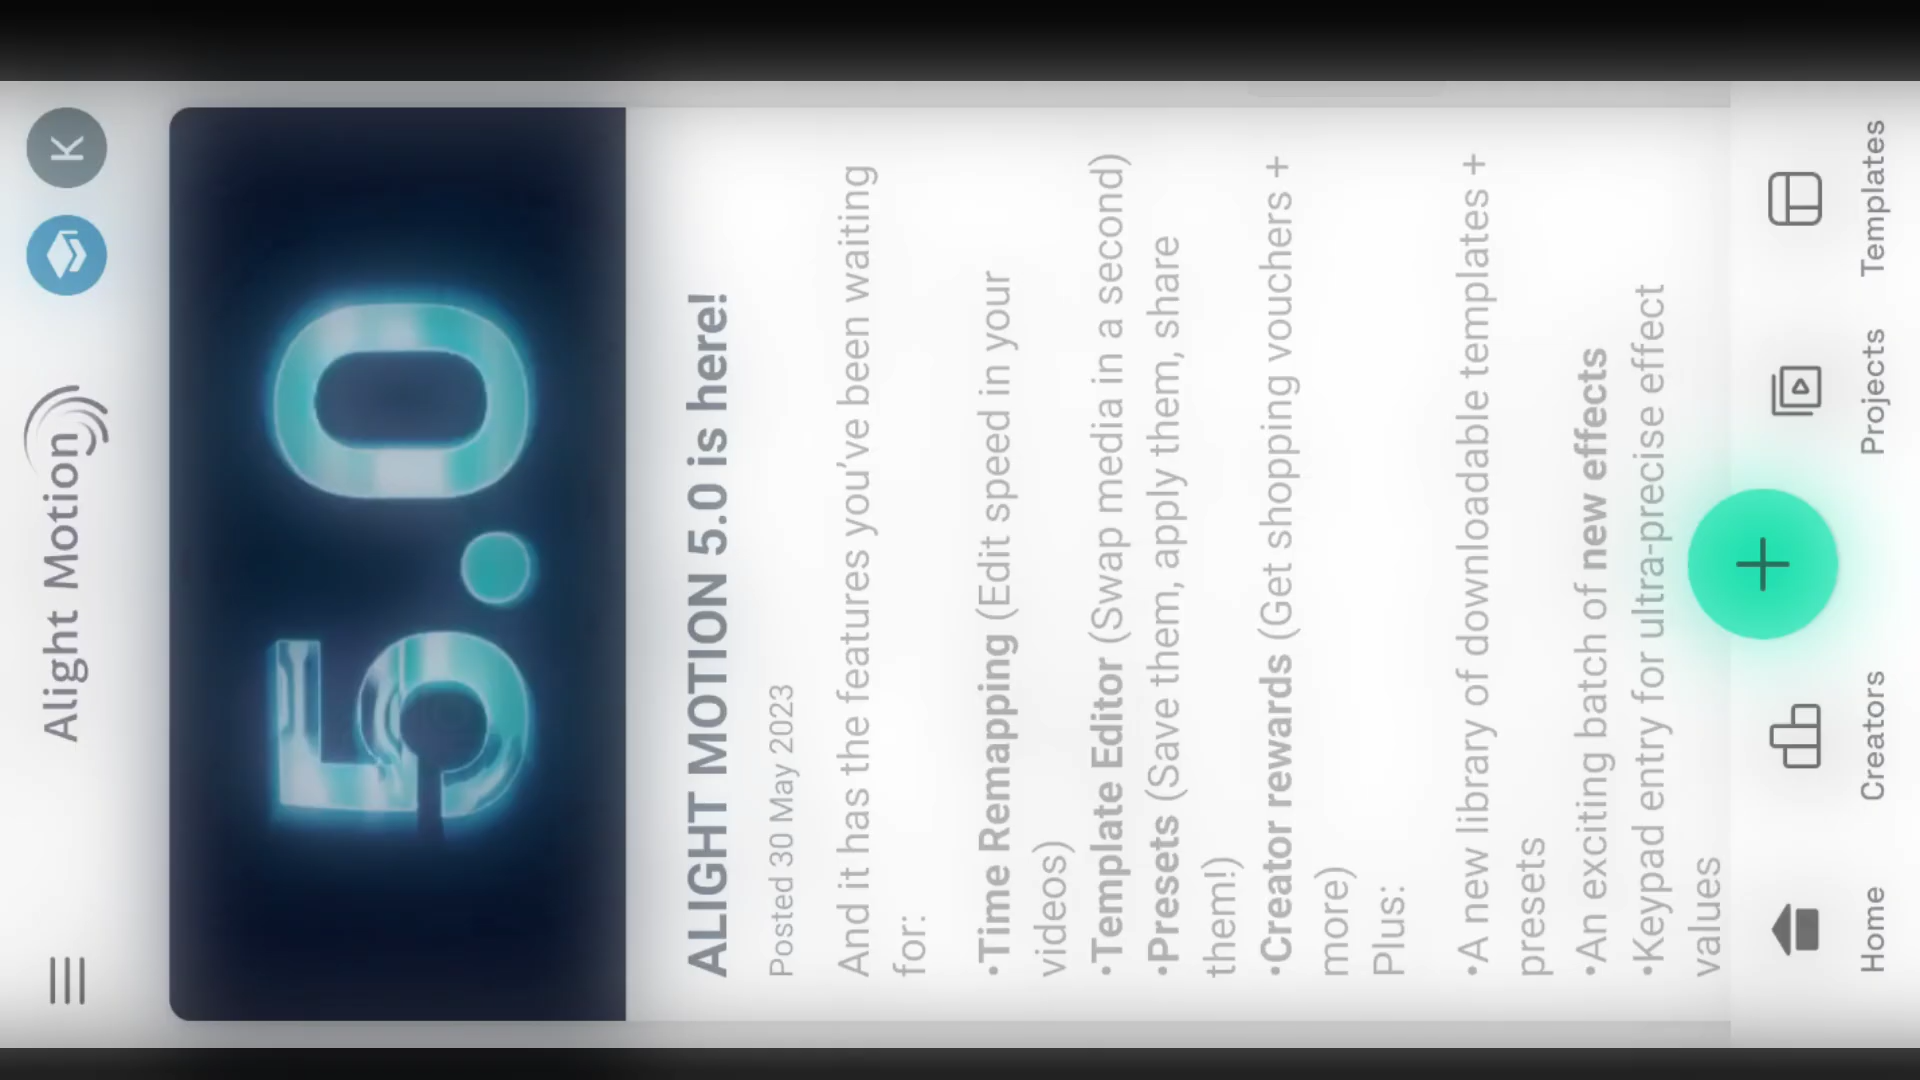 Alight Motion
K
5.0
ALIGHT MOTION 5.0 is here!
Posted 30 May 2023
And it has the features you've been waiting
for:
•Time Remapping (Edit speed in your
videos)
•Template Editor (Swap media in a second)
•Presets (Save them, apply them, share
them!)
•Creator rewards (Get shopping vouchers +
more)
Plus:
•A new library of downloadable templates +
presets
•An exciting batch of new effects
•Keypad entry for ultra-precise effect
values
Home
Creators
Projects
Templates